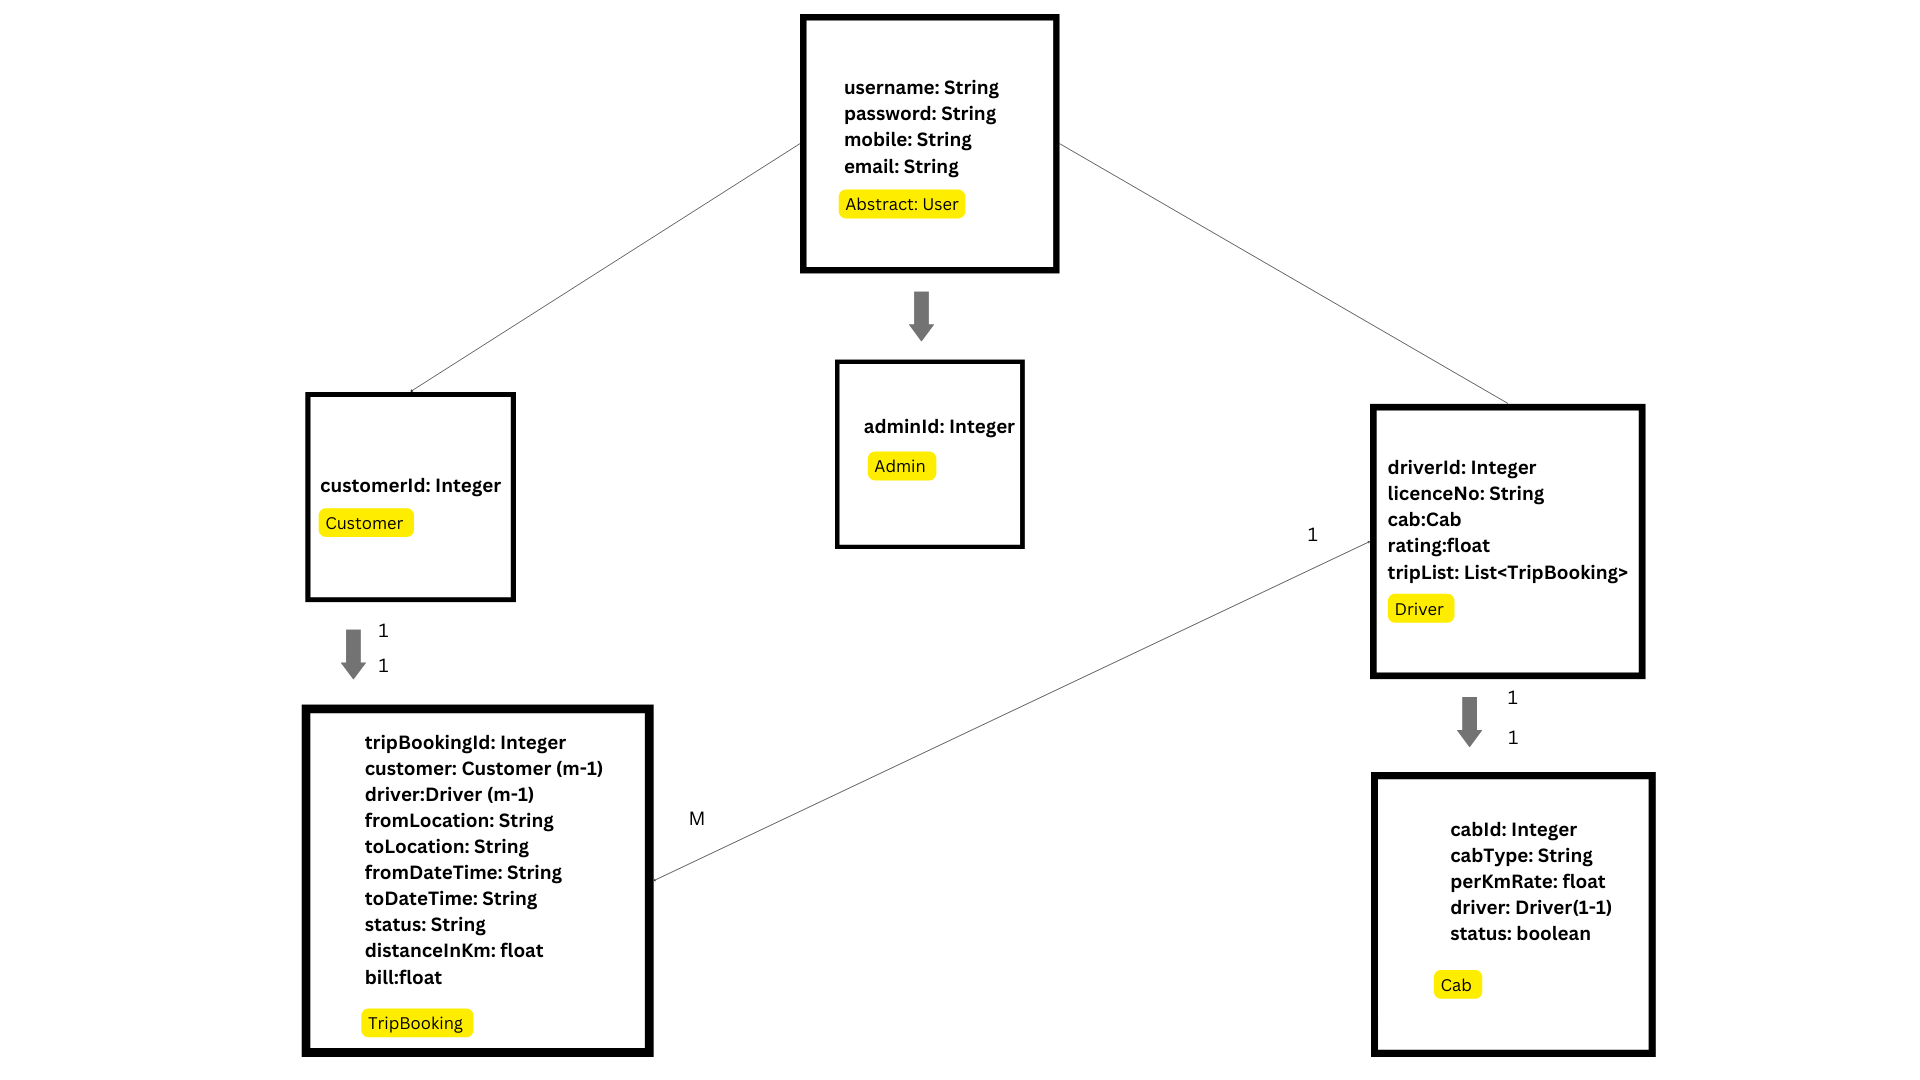 username: String
password: String
mobile: String
email: String
Abstract: User
adminId: Integer
Admin
customerId: Integer
Customer
1
1
driverId: Integer
licenceNo: String
cab:Cab
rating:float
tripList: List<TripBooking>
Driver
1
M
1
1
tripBookingId: Integer
customer: Customer (m-1)
driver:Driver (m-1)
fromLocation: String
toLocation: String
fromDateTime: String
toDateTime: String
status: String
distanceInKm: float
bill:float
TripBooking
cabId: Integer
cabType: String
perKmRate: float
driver: Driver(1-1)
status: boolean
Cab